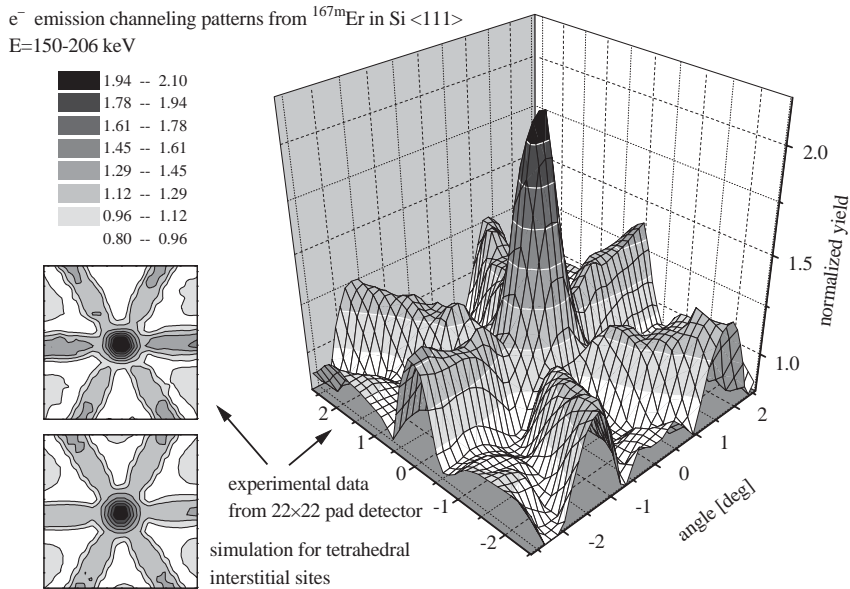 e⁻ emission channeling patterns from ¹⁶⁷ᵐEr in Si <111>
E=150-206 keV
1.94 -- 2.10
1.78 -- 1.94
1.61 -- 1.78
1.45 -- 1.61
1.29 -- 1.45
1.12 -- 1.29
0.96 -- 1.12
0.80 -- 0.96
2.0
1.5
1.0
normalized yield
2
1
0
-1
-2
-2
-1
0
1
2
angle [deg]
experimental data
from 22×22 pad detector
simulation for tetrahedral
interstitial sites